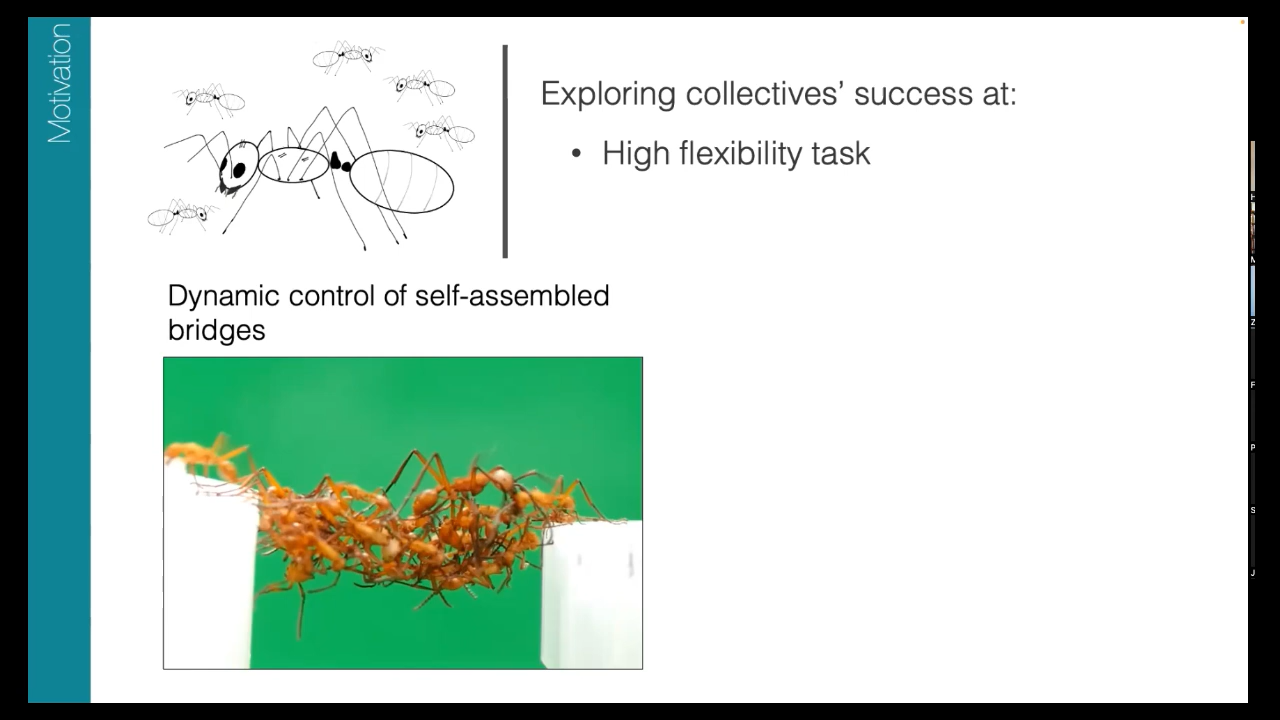 Motivation
Exploring collectives’ success at:
• High flexibility task
Dynamic control of self-assembled
bridges
H
M
Z
F
P
S
J